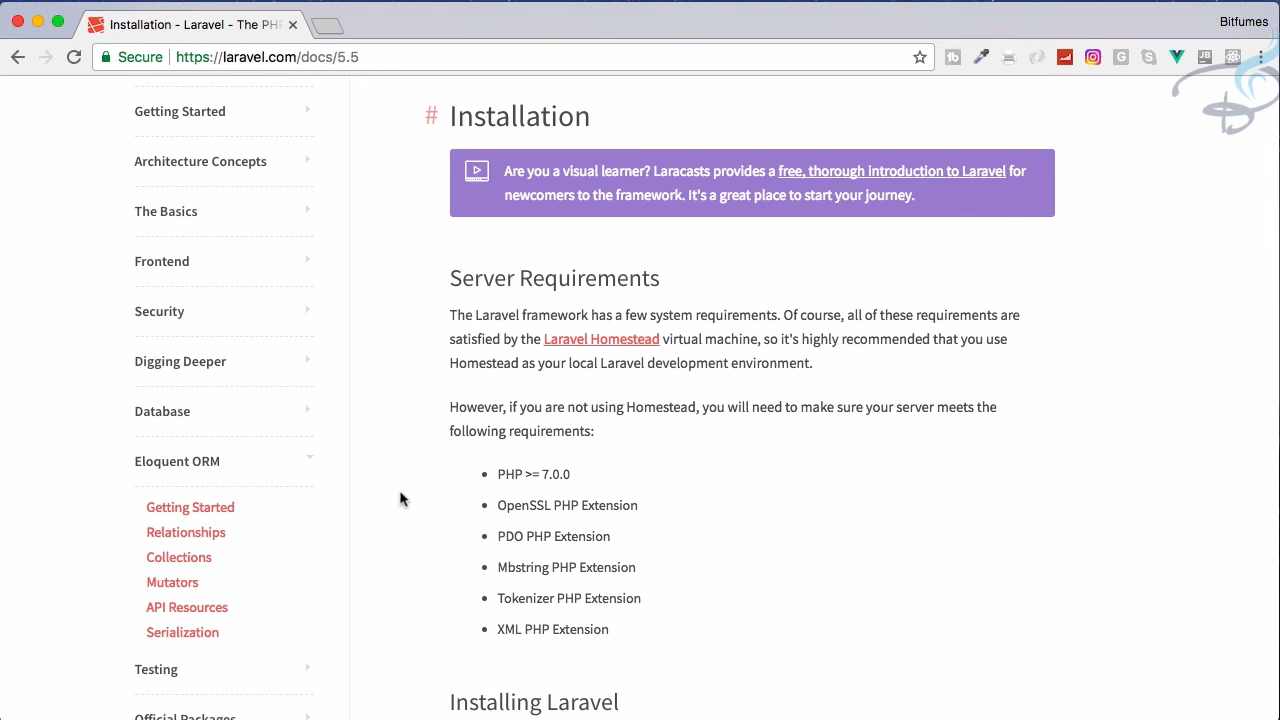 Installation - Laravel - The PH
Bitfumes
Secure
https://laravel.com/docs/5.5
Getting Started
Architecture Concepts
The Basics
Frontend
Security
Digging Deeper
Database
Eloquent ORM
Getting Started
Relationships
Collections
Mutators
API Resources
Serialization
Testing
Official Packages
# Installation
Are you a visual learner? Laracasts provides a free, thorough introduction to Laravel for
newcomers to the framework. It's a great place to start your journey.
Server Requirements
The Laravel framework has a few system requirements. Of course, all of these requirements are
satisfied by the Laravel Homestead virtual machine, so it's highly recommended that you use
Homestead as your local Laravel development environment.
However, if you are not using Homestead, you will need to make sure your server meets the
following requirements:
• PHP >= 7.0.0
• OpenSSL PHP Extension
• PDO PHP Extension
• Mbstring PHP Extension
• Tokenizer PHP Extension
• XML PHP Extension
Installing Laravel